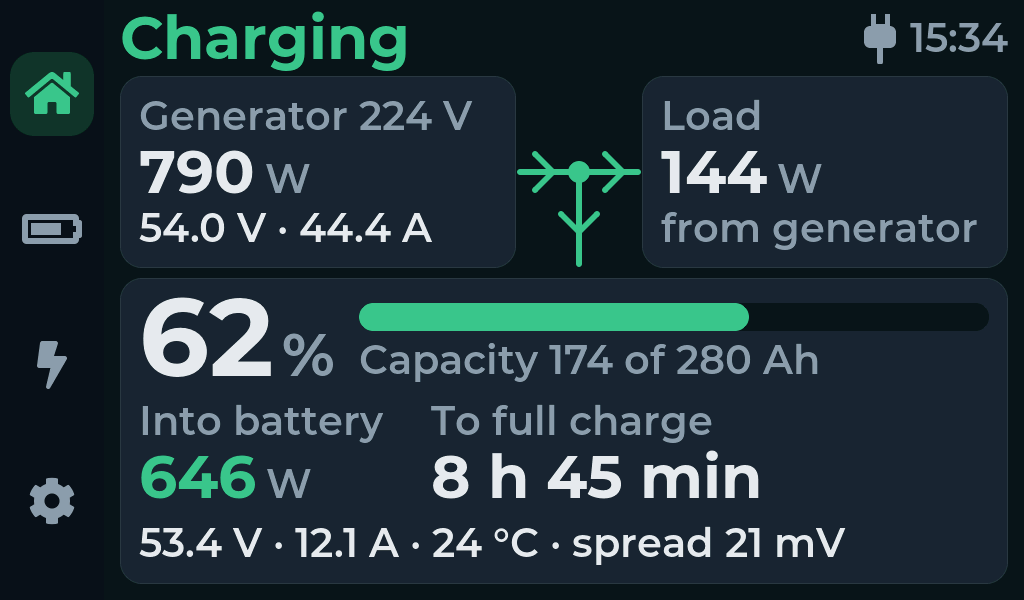 Charging
15:34
Generator 224 V
790 W
54.0 V · 44.4 A
Load
144 W
from generator
62 %
Capacity 174 of 280 Ah
Into battery
646 W
To full charge
8 h 45 min
53.4 V · 12.1 A · 24 °C · spread 21 mV